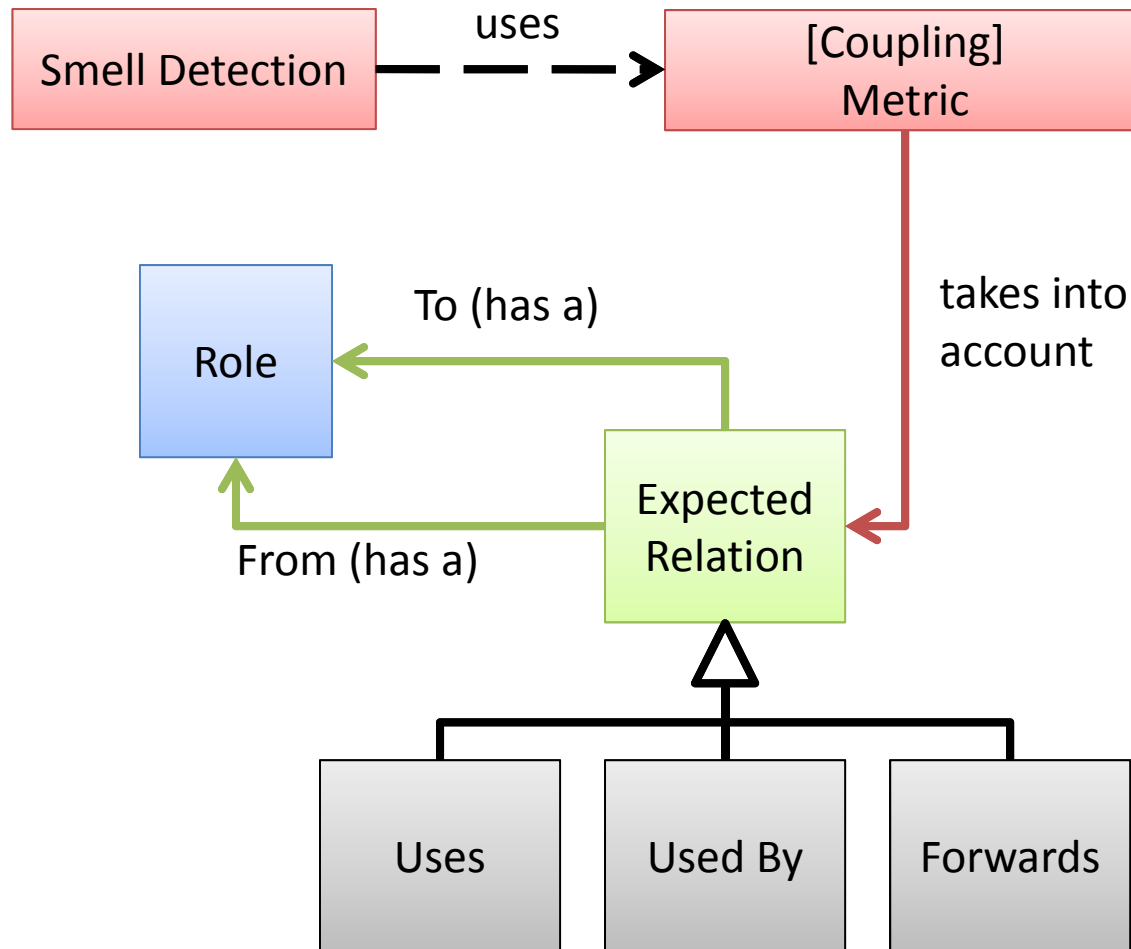 uses
Smell Detection
[Coupling]
Metric
To (has a)
takes into
account
Role
Expected
Relation
From (has a)
Uses
Used By
Forwards